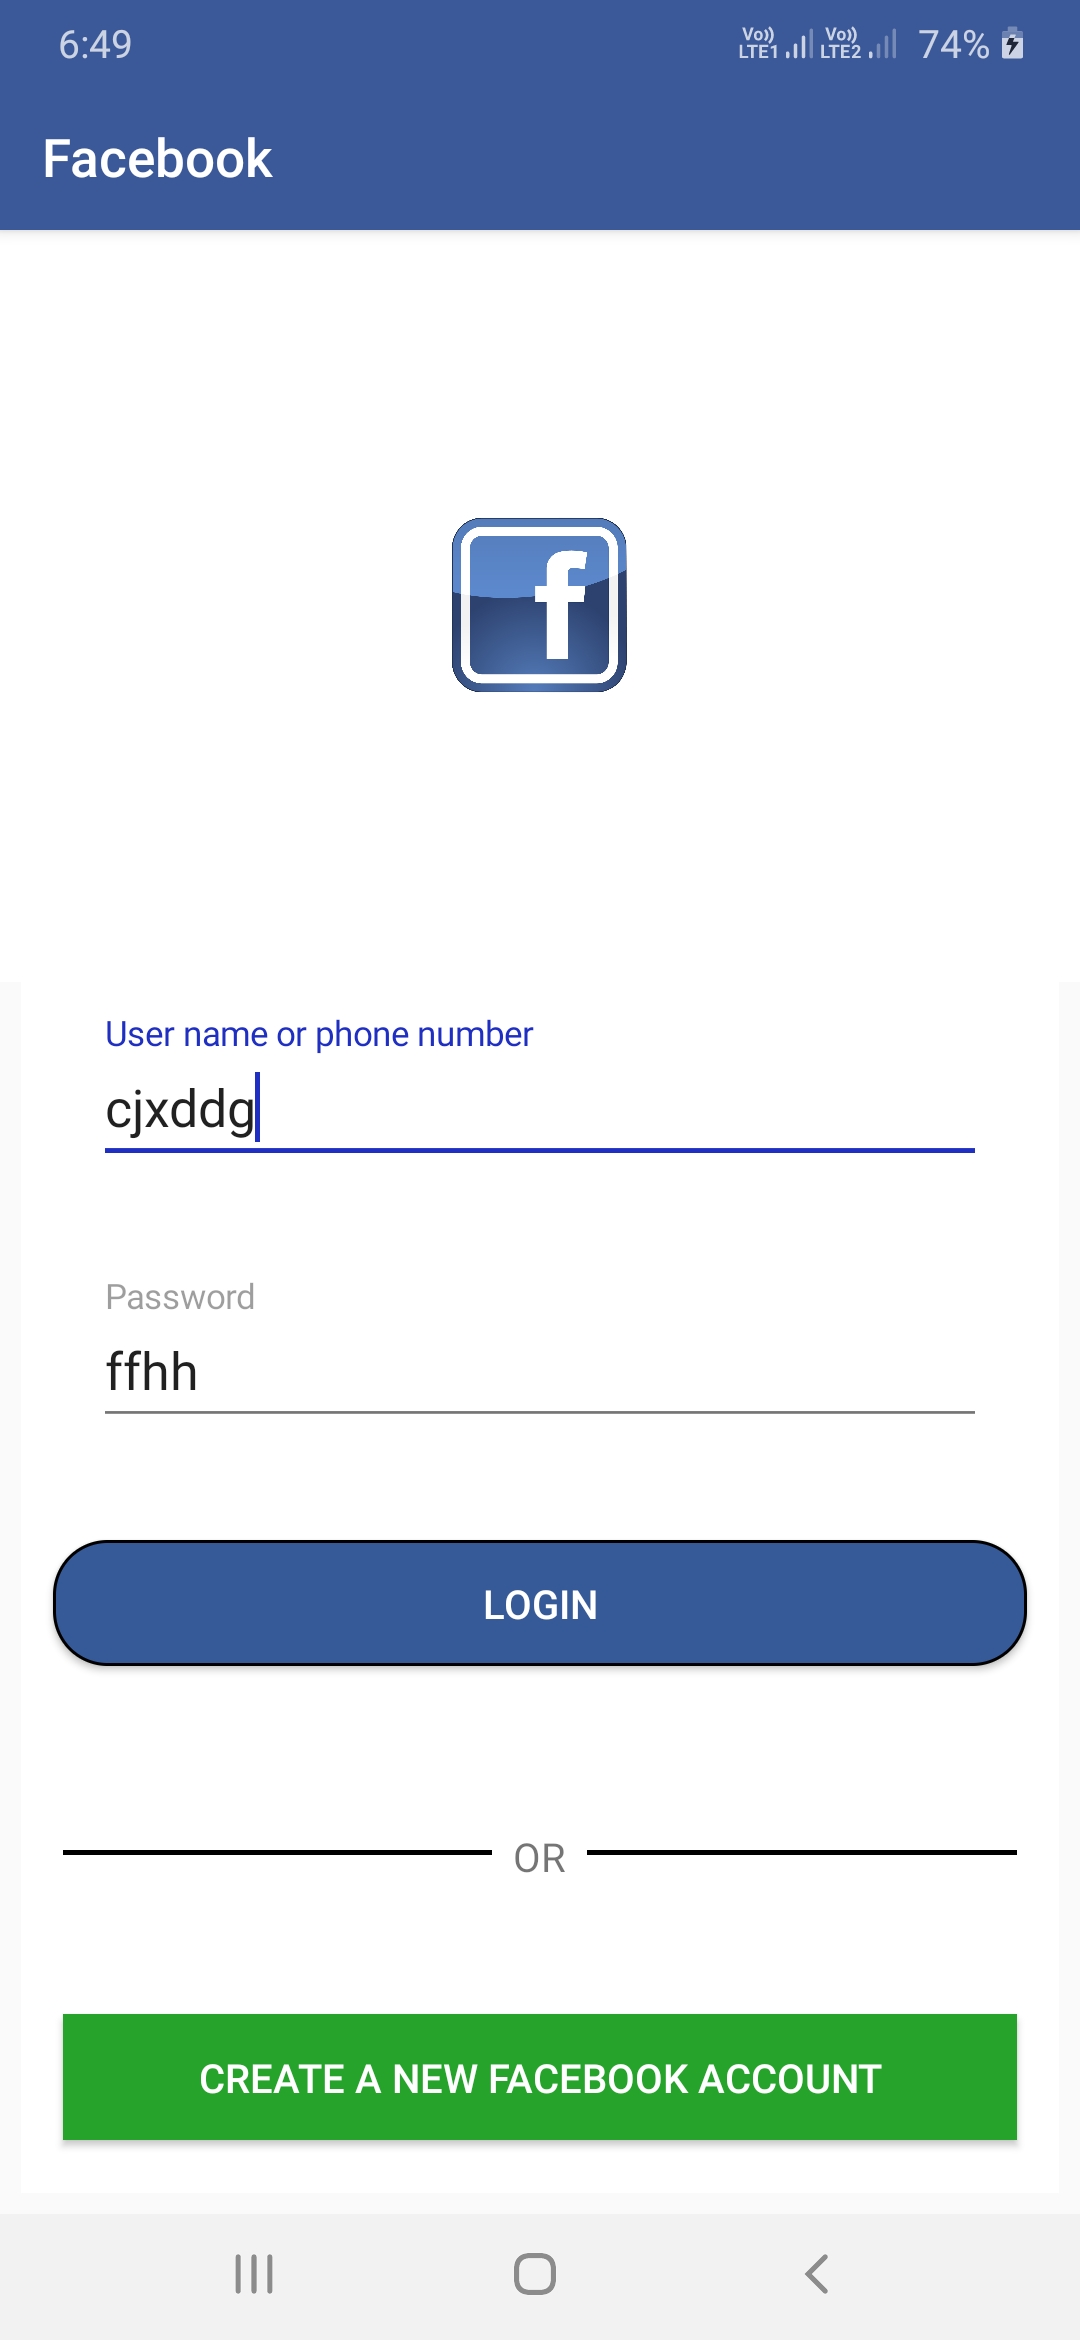 6:49
Vo)) LTE1 Vo)) LTE2 74%
Facebook
f
User name or phone number
cjxddg
Password
ffhh
LOGIN
OR
CREATE A NEW FACEBOOK ACCOUNT